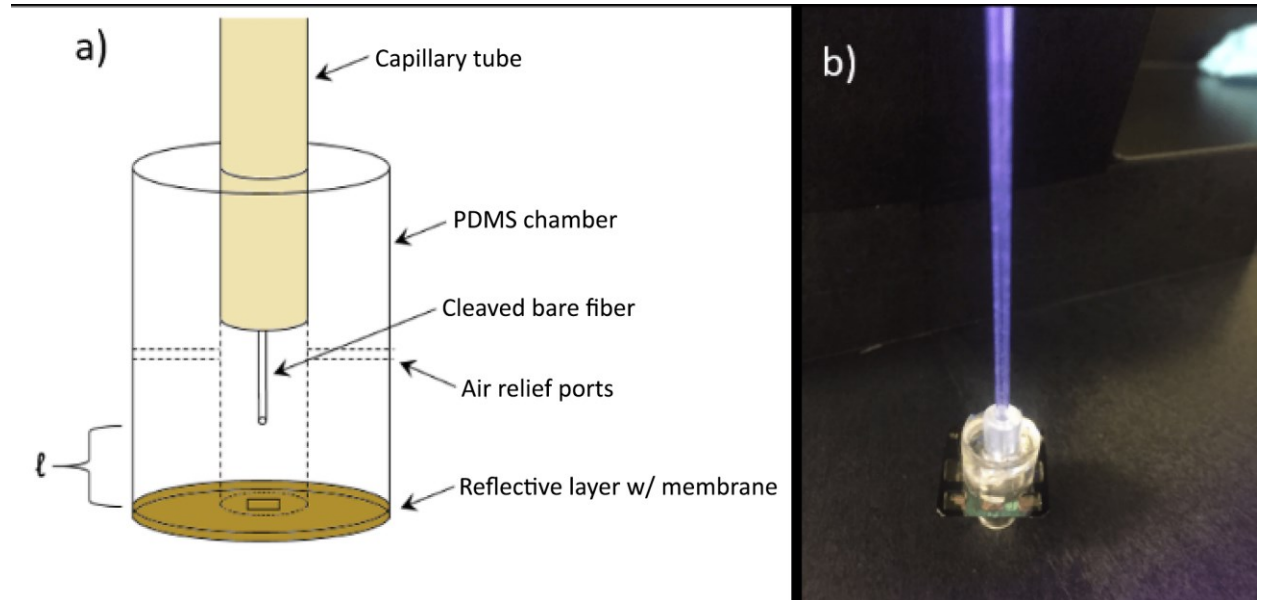 a)
Capillary tube
PDMS chamber
Cleaved bare fiber
Air relief ports
ℓ
Reflective layer w/ membrane
b)